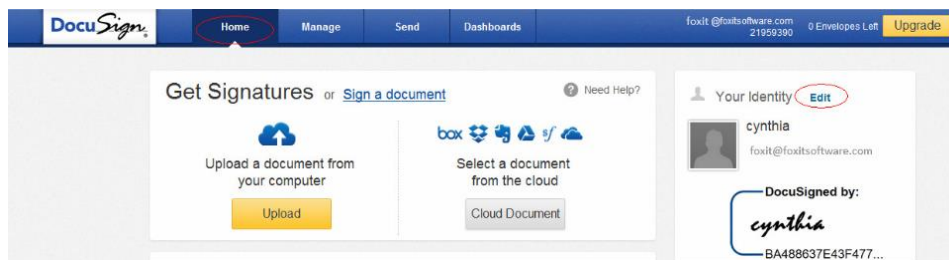 DocuSign
Home Manage Send Dashboards
foxit @foxitsoftware.com
21959390
0 Envelopes Left
Upgrade
Get Signatures or Sign a document
Need Help?
Upload a document from
your computer
Upload
box
sf
Select a document
from the cloud
Cloud Document
Your Identity Edit
cynthia
foxit@foxitsoftware.com
DocuSigned by:
cynthia
BA488637E43F477...